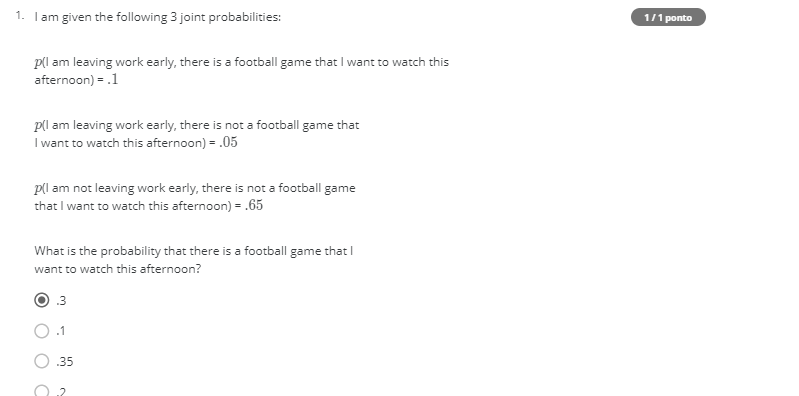 1. I am given the following 3 joint probabilities:
1 / 1 ponto
p(I am leaving work early, there is a football game that I want to watch this
afternoon) = .1
p(I am leaving work early, there is not a football game that
I want to watch this afternoon) = .05
p(I am not leaving work early, there is not a football game
that I want to watch this afternoon) = .65
What is the probability that there is a football game that I
want to watch this afternoon?
.3
.1
.35
.2